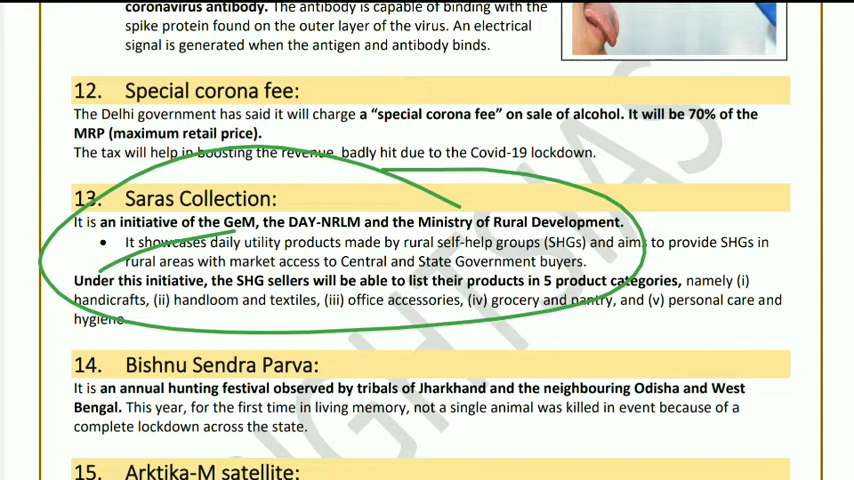 coronavirus antibody. The antibody is capable of binding with the
spike protein found on the outer layer of the virus. An electrical
signal is generated when the antigen and antibody binds.
12. Special corona fee:
The Delhi government has said it will charge a “special corona fee” on sale of alcohol. It will be 70% of the
MRP (maximum retail price).
The tax will help in boosting the revenue, badly hit due to the Covid-19 lockdown.
13. Saras Collection:
It is an initiative of the GeM, the DAY-NRLM and the Ministry of Rural Development.
• It showcases daily utility products made by rural self-help groups (SHGs) and aims to provide SHGs in
rural areas with market access to Central and State Government buyers.
Under this initiative, the SHG sellers will be able to list their products in 5 product categories, namely (i)
handicrafts, (ii) handloom and textiles, (iii) office accessories, (iv) grocery and pantry, and (v) personal care and
hygiene.
14. Bishnu Sendra Parva:
It is an annual hunting festival observed by tribals of Jharkhand and the neighbouring Odisha and West
Bengal. This year, for the first time in living memory, not a single animal was killed in event because of a
complete lockdown across the state.
15. Arktika-M satellite: